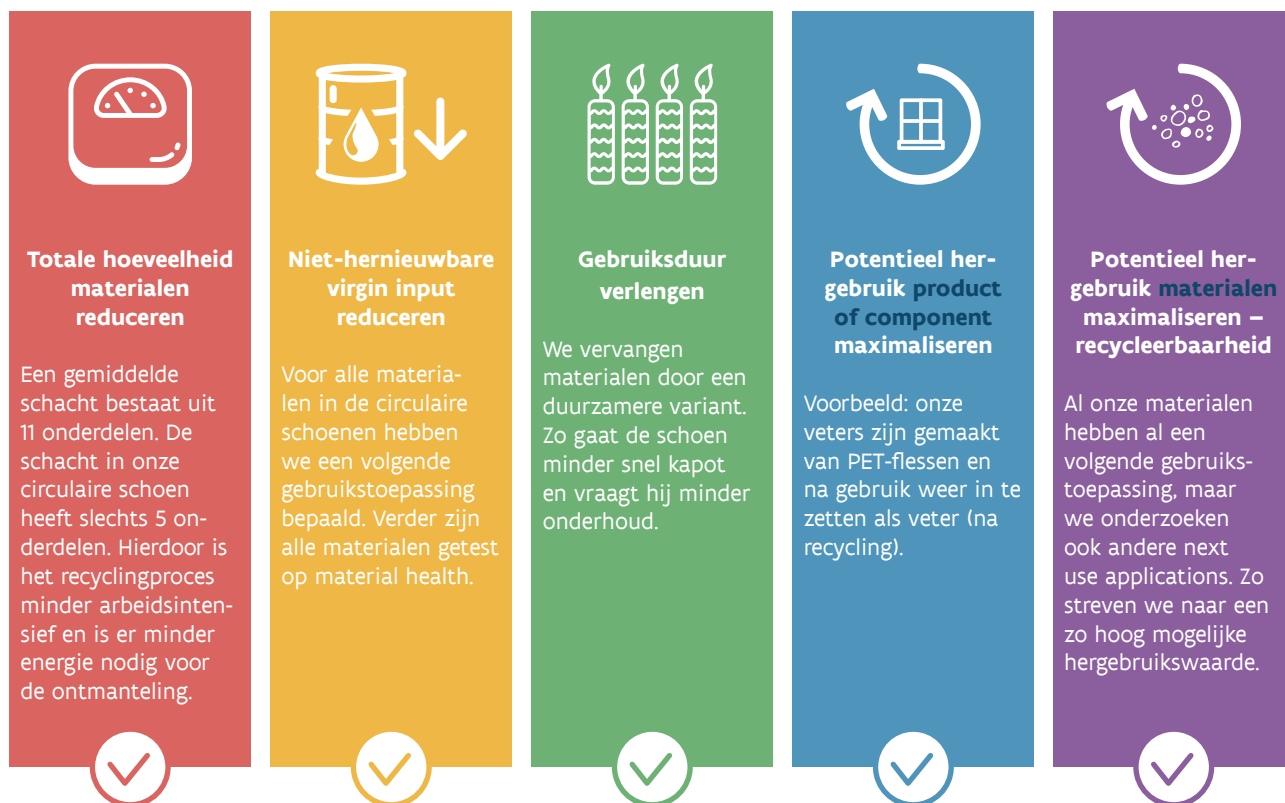 Totale hoeveelheid
materialen
reduceren
Een gemiddelde
schacht bestaat uit
11 onderdelen. De
schacht in onze
circulaire schoen
heeft slechts 5 on-
derdelen. Hierdoor is
het recyclingproces
minder arbeidsinten-
sief en is er minder
energie nodig voor
de ontmanteling.
Niet-hernieuwbare
virgin input
reduceren
Voor alle materia-
len in de circulaire
schoenen hebben
we een volgende
gebruikstoepassing
bepaald. Verder zijn
alle materialen getest
op material health.
Gebruiksduur
verlengen
We vervangen
materialen door een
duurzamere variant.
Zo gaat de schoen
minder snel kapot
en vraagt hij minder
onderhoud.
Potentieel her-
gebruik product
of component
maximaliseren
Voorbeeld: onze
veters zijn gemaakt
van PET-flessen en
na gebruik weer in te
zetten als veter (na
recycling).
Potentieel her-
gebruik materialen
maximaliseren –
recycleerbaarheid
Al onze materialen
hebben al een
volgende gebruiks-
toepassing, maar
we onderzoeken
ook andere next
use applications. Zo
streven we naar een
zo hoog mogelijke
hergebruikswaarde.